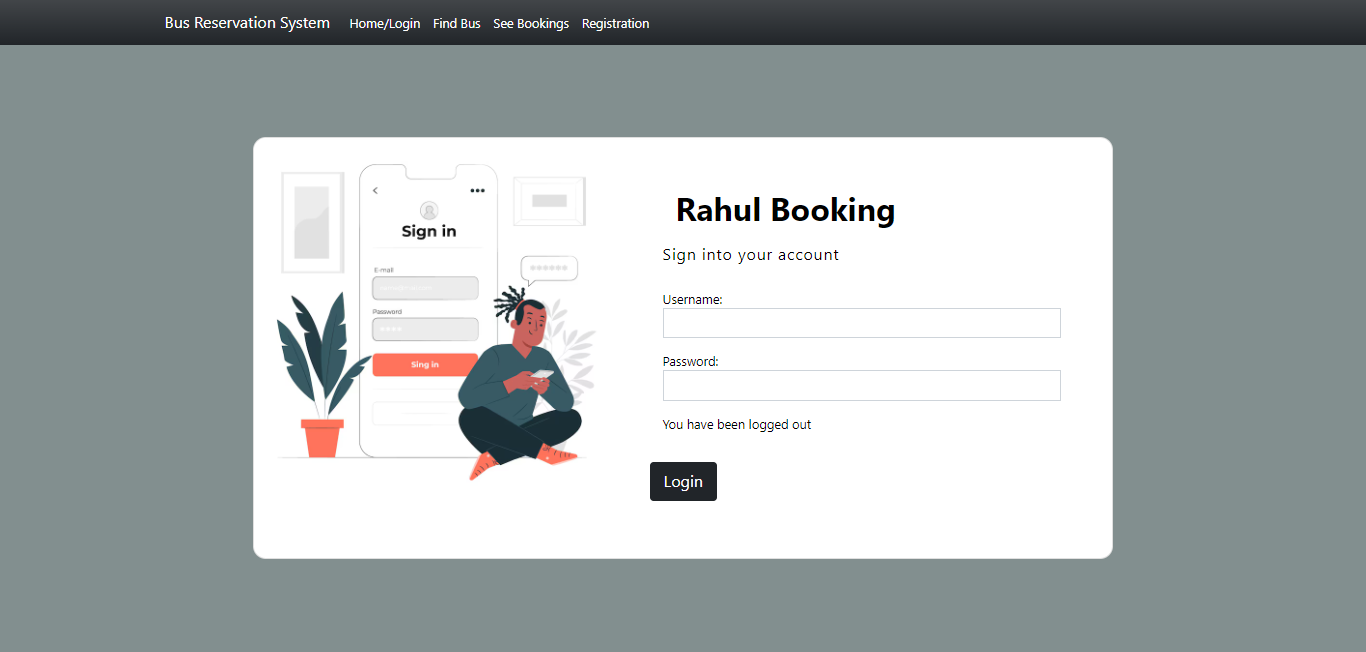 Bus Reservation System Home/Login Find Bus See Bookings Registration
Sign in
E-mail
Password
Sing in
Rahul Booking
Sign into your account
Username:
Password:
You have been logged out
Login